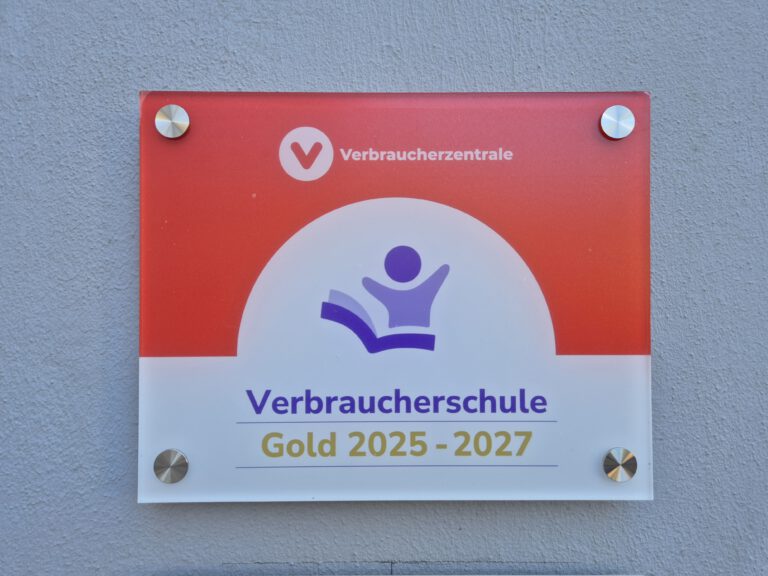 Verbraucherzentrale
Verbraucherschule
Gold 2025 - 2027